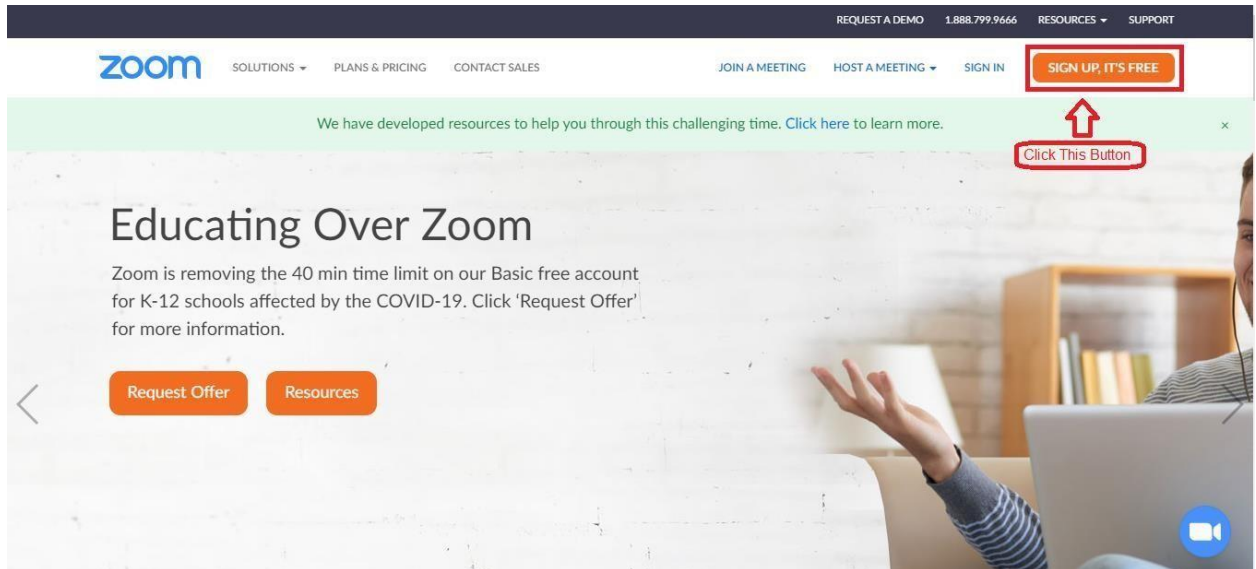 REQUEST A DEMO 1.888.799.9666 RESOURCES SUPPORT
zoom SOLUTIONS PLANS & PRICING CONTACT SALES JOIN A MEETING HOST A MEETING SIGN IN SIGN UP, IT'S FREE
We have developed resources to help you through this challenging time. Click here to learn more. ×
Click This Button
Educating Over Zoom
Zoom is removing the 40 min time limit on our Basic free account
for K-12 schools affected by the COVID-19. Click ‘Request Offer’
for more information.
Request Offer Resources